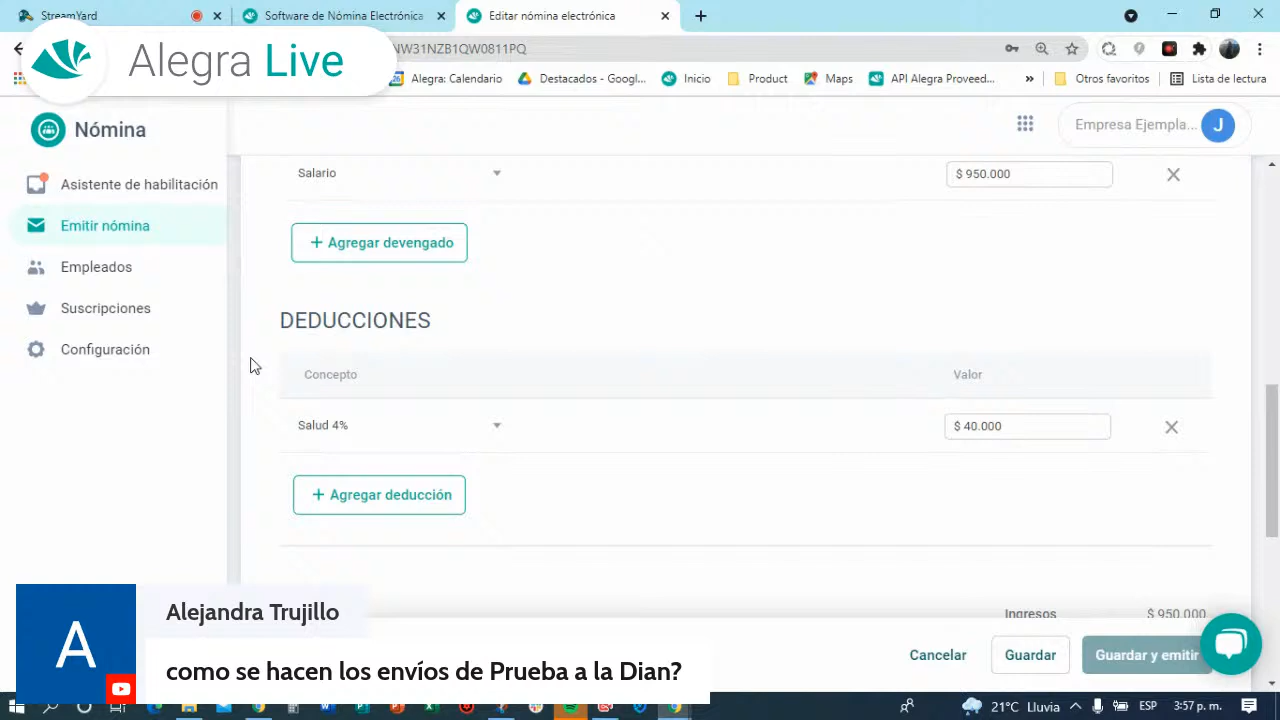 StreamYard
Software Nómina Electrónica
Editar nómina electrónica
Alegra Live
NW31NZB1QW0811PQ
Alegra: Calendario
Destacados - Googl...
Inicio
Product
Maps
API Alegra Proveed...
»
Otros favoritos
Lista de lectura
Nómina
Empresa Ejempla...
J
Asistente de habilitación
Emitir nómina
Empleados
Suscripciones
Configuración
Salario
$ 950.000
+ Agregar devengado
DEDUCCIONES
Concepto
Valor
Salud 4%
$ 40.000
+ Agregar deducción
Ingresos
$ 950.000
Cancelar
Guardar
Guardar y emitir
A
Alejandra Trujillo
como se hacen los envíos de Prueba a la Dian?
21°C Lluvia
ESP
3:57 p. m.